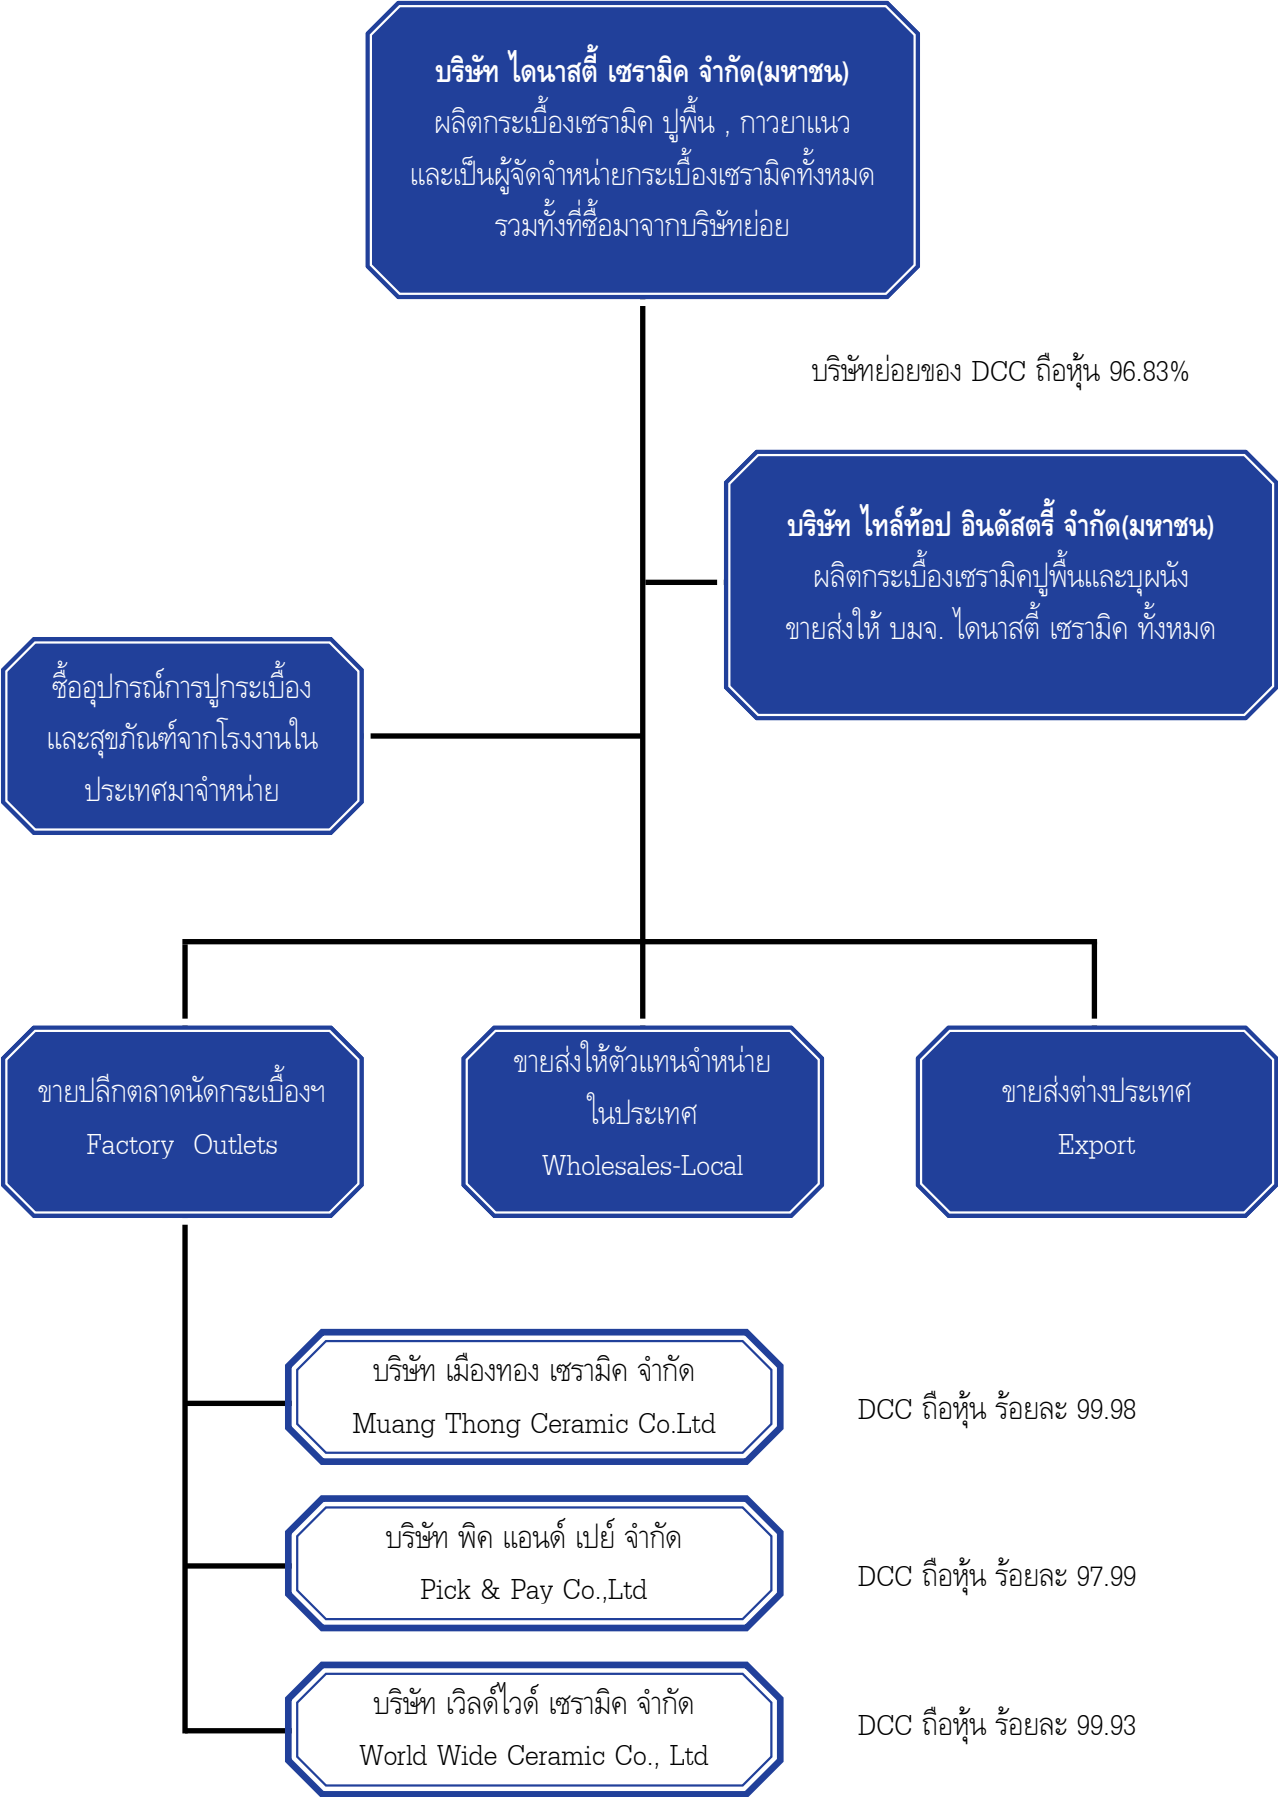 บริษัท ไดนาสตี้ เซรามิค จำกัด(มหาชน)
ผลิตกระเบื้องเซรามิค ปูพื้น , กาวยาแนว
และเป็นผู้จัดจำหน่ายกระเบื้องเซรามิคทั้งหมด
รวมทั้งที่ซื้อมาจากบริษัทย่อย
บริษัทย่อยของ DCC ถือหุ้น 96.83%
บริษัท ไทล์ท้อป อินดัสตรี้ จำกัด(มหาชน)
ผลิตกระเบื้องเซรามิคปูพื้นและบุผนัง
ขายส่งให้ บมจ. ไดนาสตี้ เซรามิค ทั้งหมด
ซื้ออุปกรณ์การปูกระเบื้อง
และสุขภัณฑ์จากโรงงานใน
ประเทศมาจำหน่าย
ขายปลีกตลาดนัดกระเบื้องฯ
Factory Outlets
ขายส่งให้ตัวแทนจำหน่าย
ในประเทศ
Wholesales-Local
ขายส่งต่างประเทศ
Export
บริษัท เมืองทอง เซรามิค จำกัด
Muang Thong Ceramic Co.Ltd
DCC ถือหุ้น ร้อยละ 99.98
บริษัท พิค แอนด์ เปย์ จำกัด
Pick & Pay Co.,Ltd
DCC ถือหุ้น ร้อยละ 97.99
บริษัท เวิลด์ไวด์ เซรามิค จำกัด
World Wide Ceramic Co., Ltd
DCC ถือหุ้น ร้อยละ 99.93